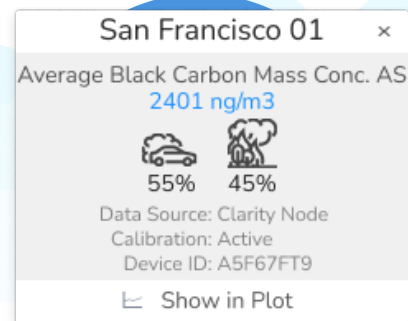 San Francisco 01 ×
Average Black Carbon Mass Conc. AS
2401 ng/m3
55% 45%
Data Source: Clarity Node
Calibration: Active
Device ID: A5F67FT9
Show in Plot